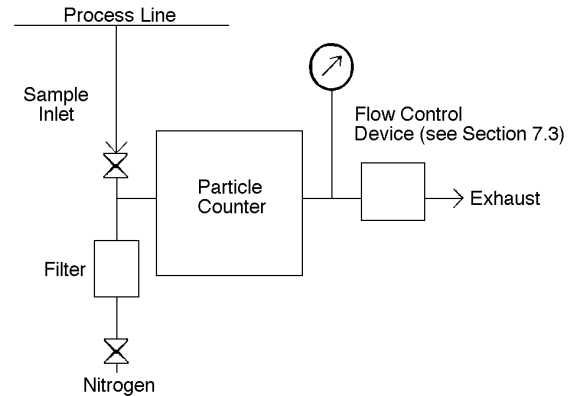 Process Line
Sample
Inlet
Flow Control
Device (see Section 7.3)
Particle
Counter
Exhaust
Filter
Nitrogen